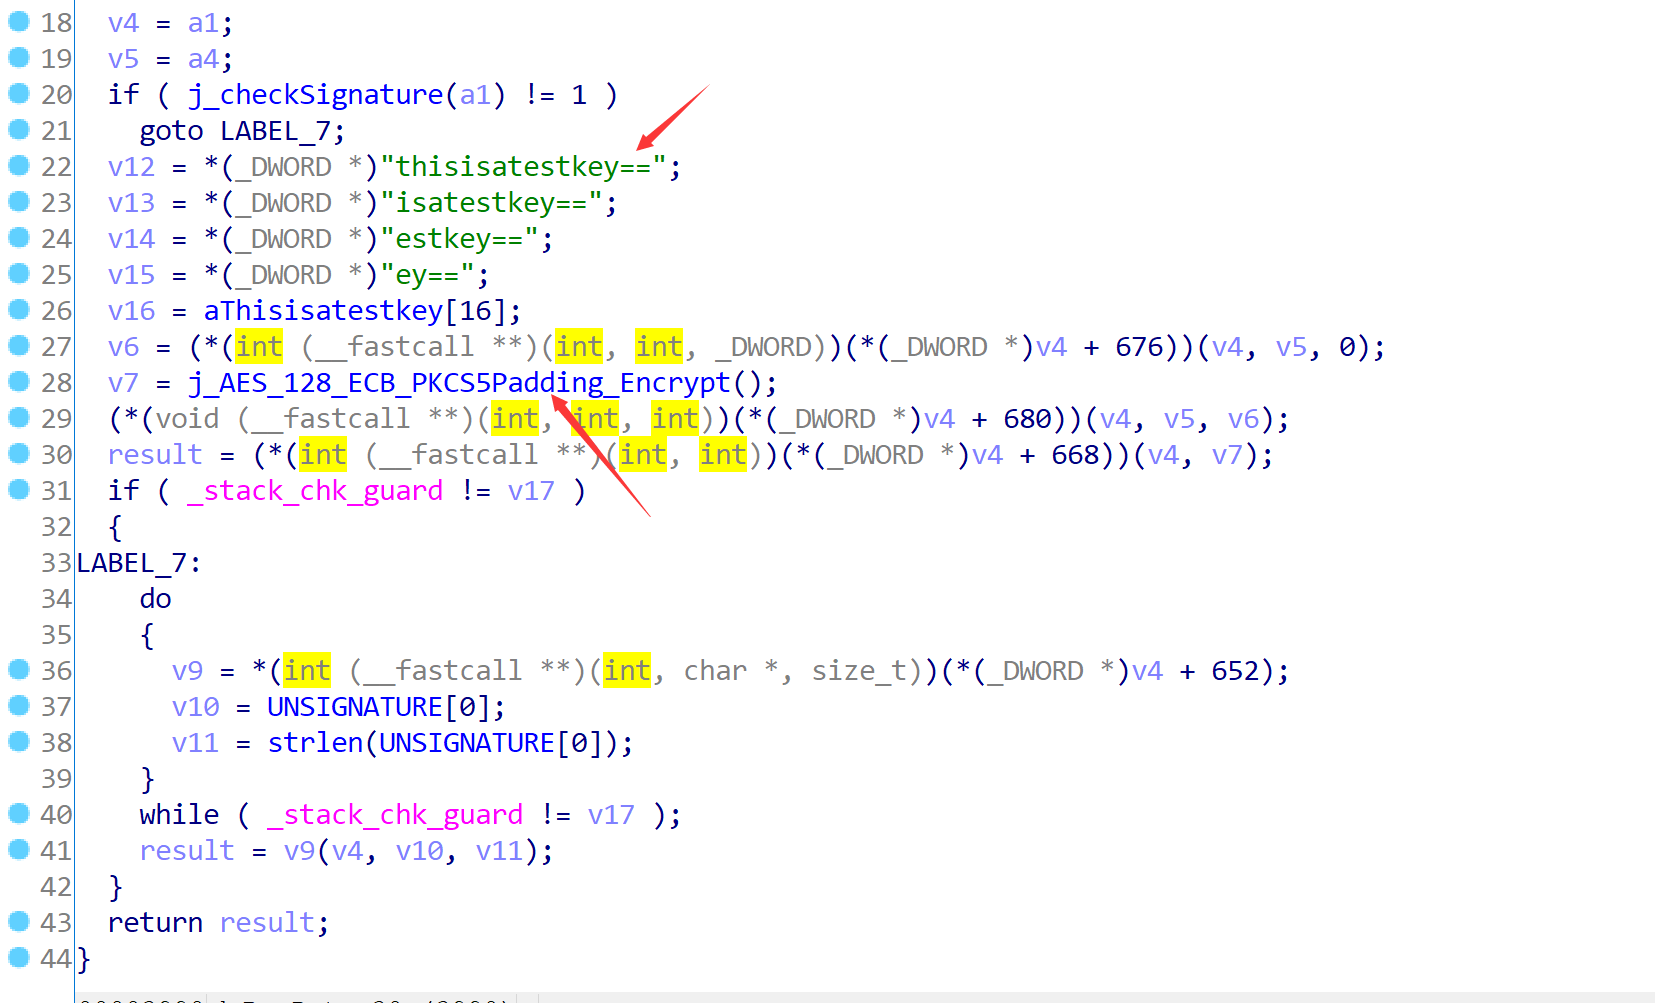 18 v4 = a1;
19 v5 = a4;
20 if ( j_checkSignature(a1) != 1 )
21 goto LABEL_7;
22 v12 = *(_DWORD *)"thisisatestkey==";
23 v13 = *(_DWORD *)"isatestkey==";
24 v14 = *(_DWORD *)"estkey==";
25 v15 = *(_DWORD *)"ey==";
26 v16 = aThisisatestkey[16];
27 v6 = (*(int (__fastcall **)(int, int, _DWORD))(*(_DWORD *)v4 + 676))(v4, v5, 0);
28 v7 = j_AES_128_ECB_PKCS5Padding_Encrypt();
29 (*(void (__fastcall **)(int, int, int))(*(_DWORD *)v4 + 680))(v4, v5, v6);
30 result = (*(int (__fastcall **)(int, int))(*(_DWORD *)v4 + 668))(v4, v7);
31 if ( _stack_chk_guard != v17 )
32 {
33 LABEL_7:
34 do
35 {
36 v9 = *(int (__fastcall **)(int, char *, size_t))(*(_DWORD *)v4 + 652);
37 v10 = UNSIGNATURE[0];
38 v11 = strlen(UNSIGNATURE[0]);
39 }
40 while ( _stack_chk_guard != v17 );
41 result = v9(v4, v10, v11);
42 }
43 return result;
44 }